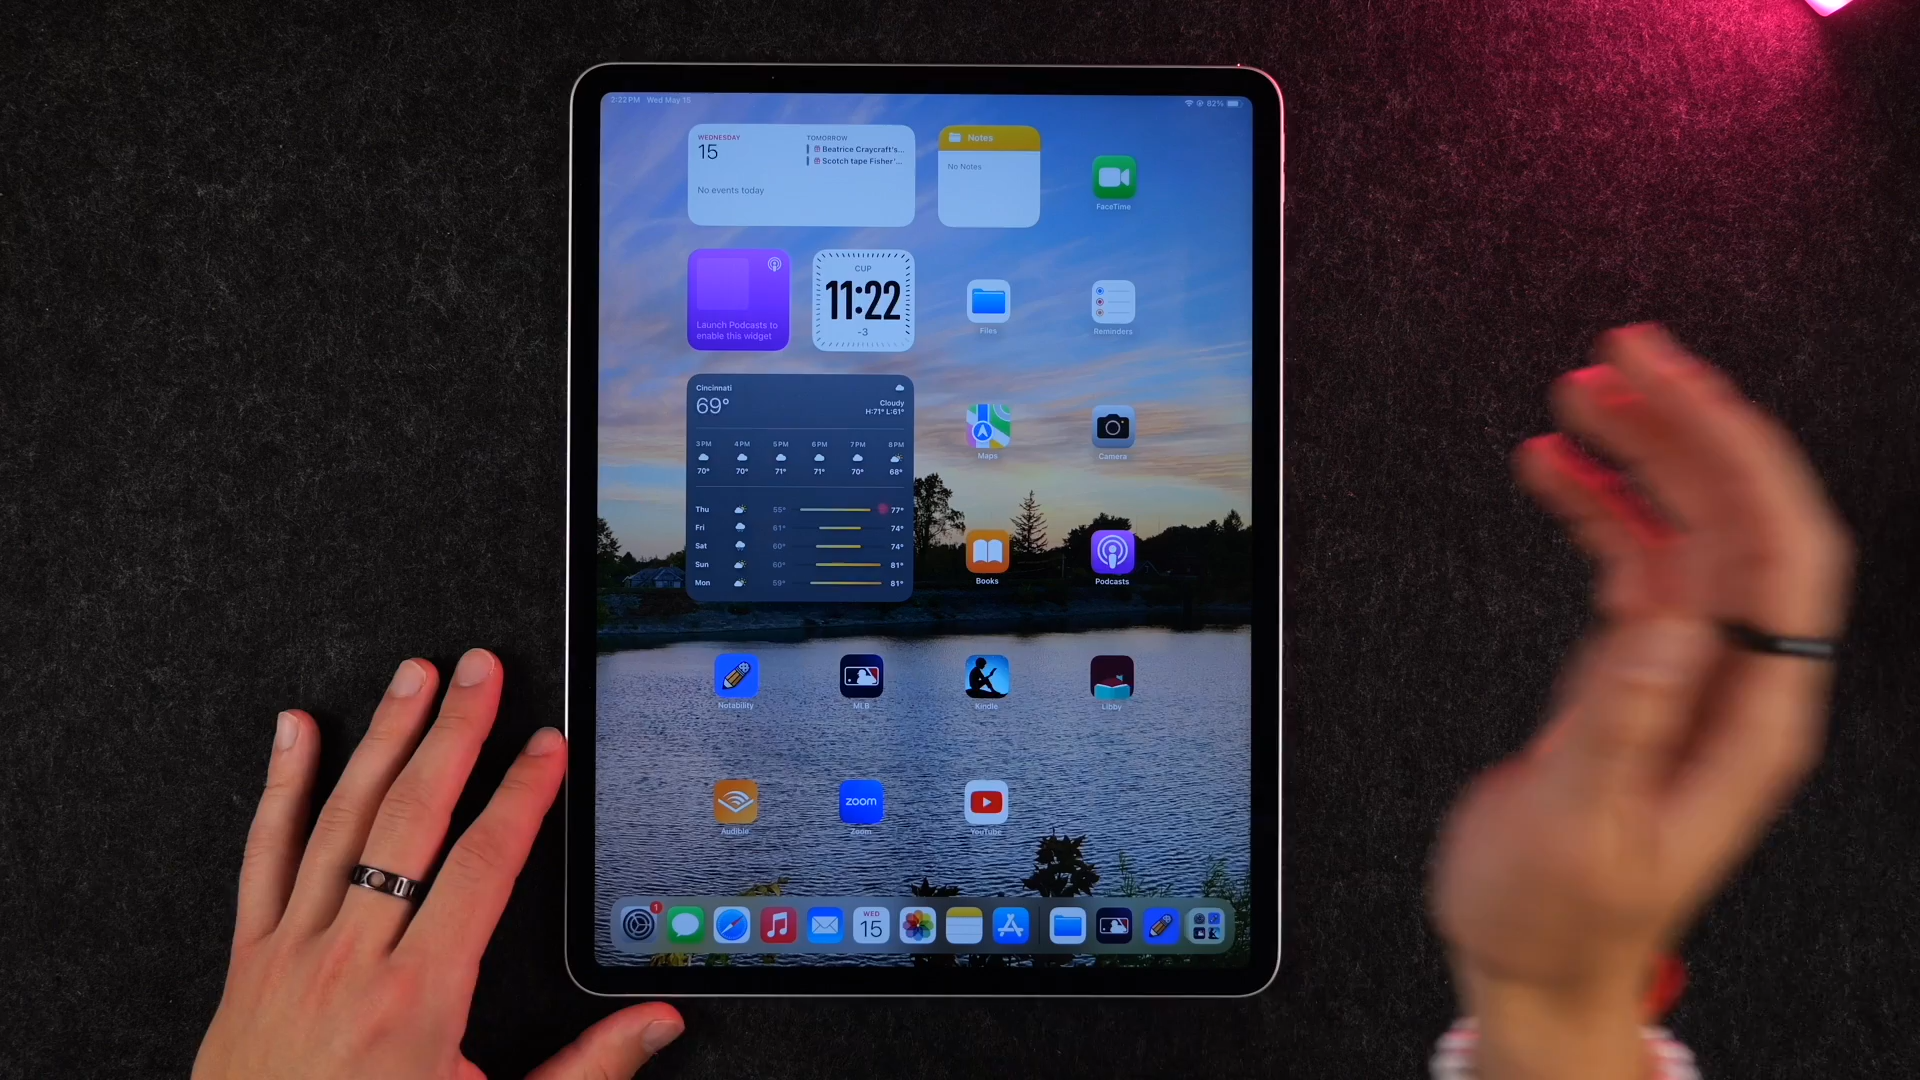 2:22 PM Wed May 15
82%
WEDNESDAY
15
No events today
TOMORROW
Beatrice Craycraft's...
Scotch tape Fisher'...
Notes
No Notes
FaceTime
Launch Podcasts to
enable this widget
CUP
11:22
-3
Files
Reminders
Cincinnati
69°
Cloudy
H:71° L:61°
3PM 4PM 5PM 6PM 7PM 8PM
70° 70° 71° 71° 70° 68°
Thu 55° 77°
Fri 61° 74°
Sat 60° 74°
Sun 60° 81°
Mon 59° 81°
Maps
Camera
Books
Podcasts
Notability
MLB
Kindle
Libby
Audible
zoom
Zoom
YouTube
1
WED
15